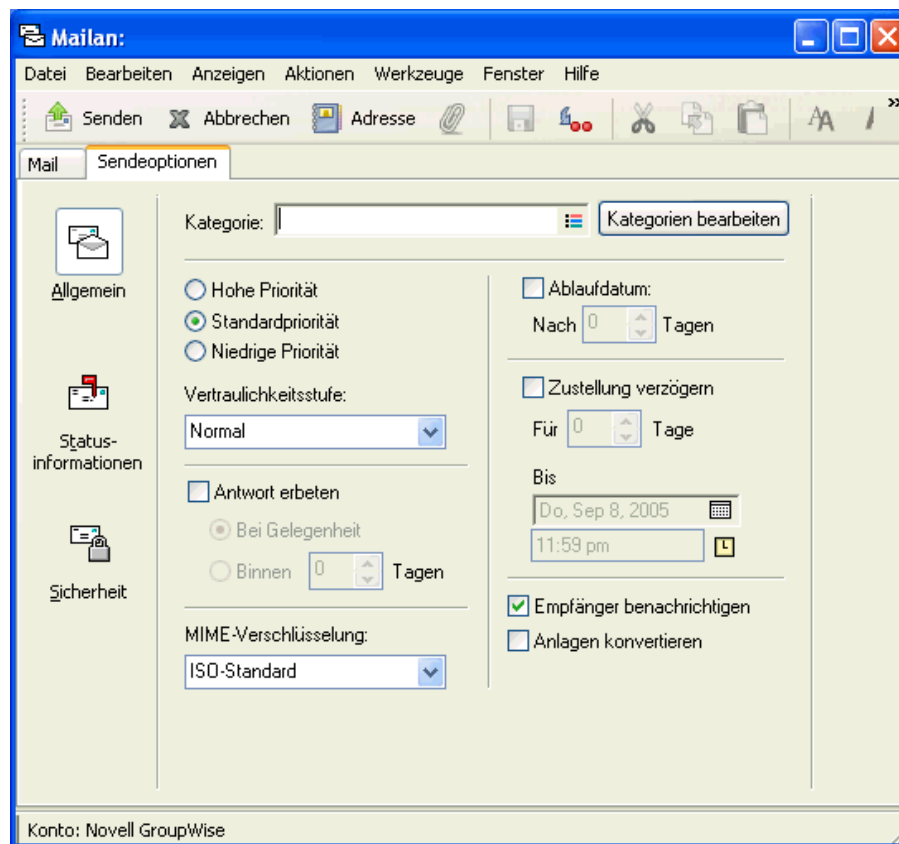 Mailan:
Datei Bearbeiten Anzeigen Aktionen Werkzeuge Fenster Hilfe
Senden Abbrechen Adresse
Mail Sendeoptionen
Kategorie: Kategorien bearbeiten
Allgemein
Status-
informationen
Sicherheit
Hohe Priorität
Standardpriorität
Niedrige Priorität
Vertraulichkeitsstufe:
Normal
Antwort erbeten
Bei Gelegenheit
Binnen 0 Tagen
MIME-Verschlüsselung:
ISO-Standard
Ablaufdatum:
Nach 0 Tagen
Zustellung verzögern
Für 0 Tage
Bis
Do, Sep 8, 2005
11:59 pm
Empfänger benachrichtigen
Anlagen konvertieren
Konto: Novell GroupWise